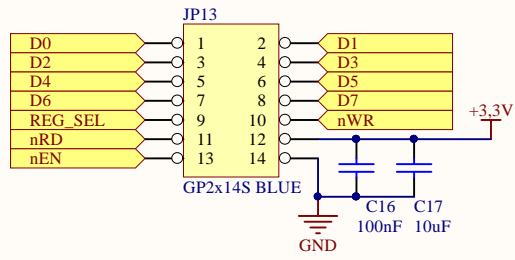 JP13
D0 1 2 D1
D2 3 4 D3
D4 5 6 D5
D6 7 8 D7
REG_SEL 9 10 nWR
nRD 11 12
nEN 13 14
+3,3V
GP2x14S BLUE
C16 C17
100nF 10uF
GND